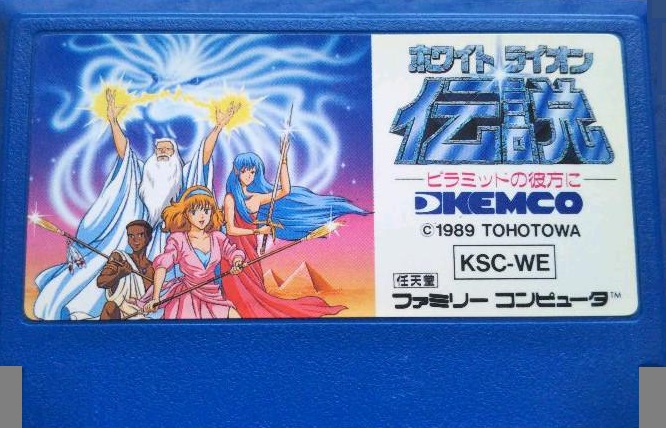 ホワイトライオン
伝説
ピラミッドの彼方に
KEMCO
©1989 TOHOTOWA
KSC-WE
任天堂
ファミリー コンピュータ™